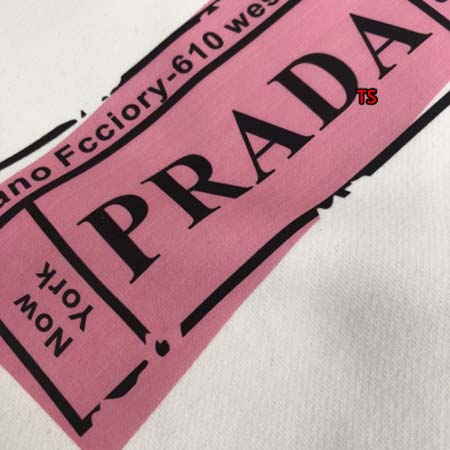 ano Fcciory-610 wes
PRADA
TS
Now
York